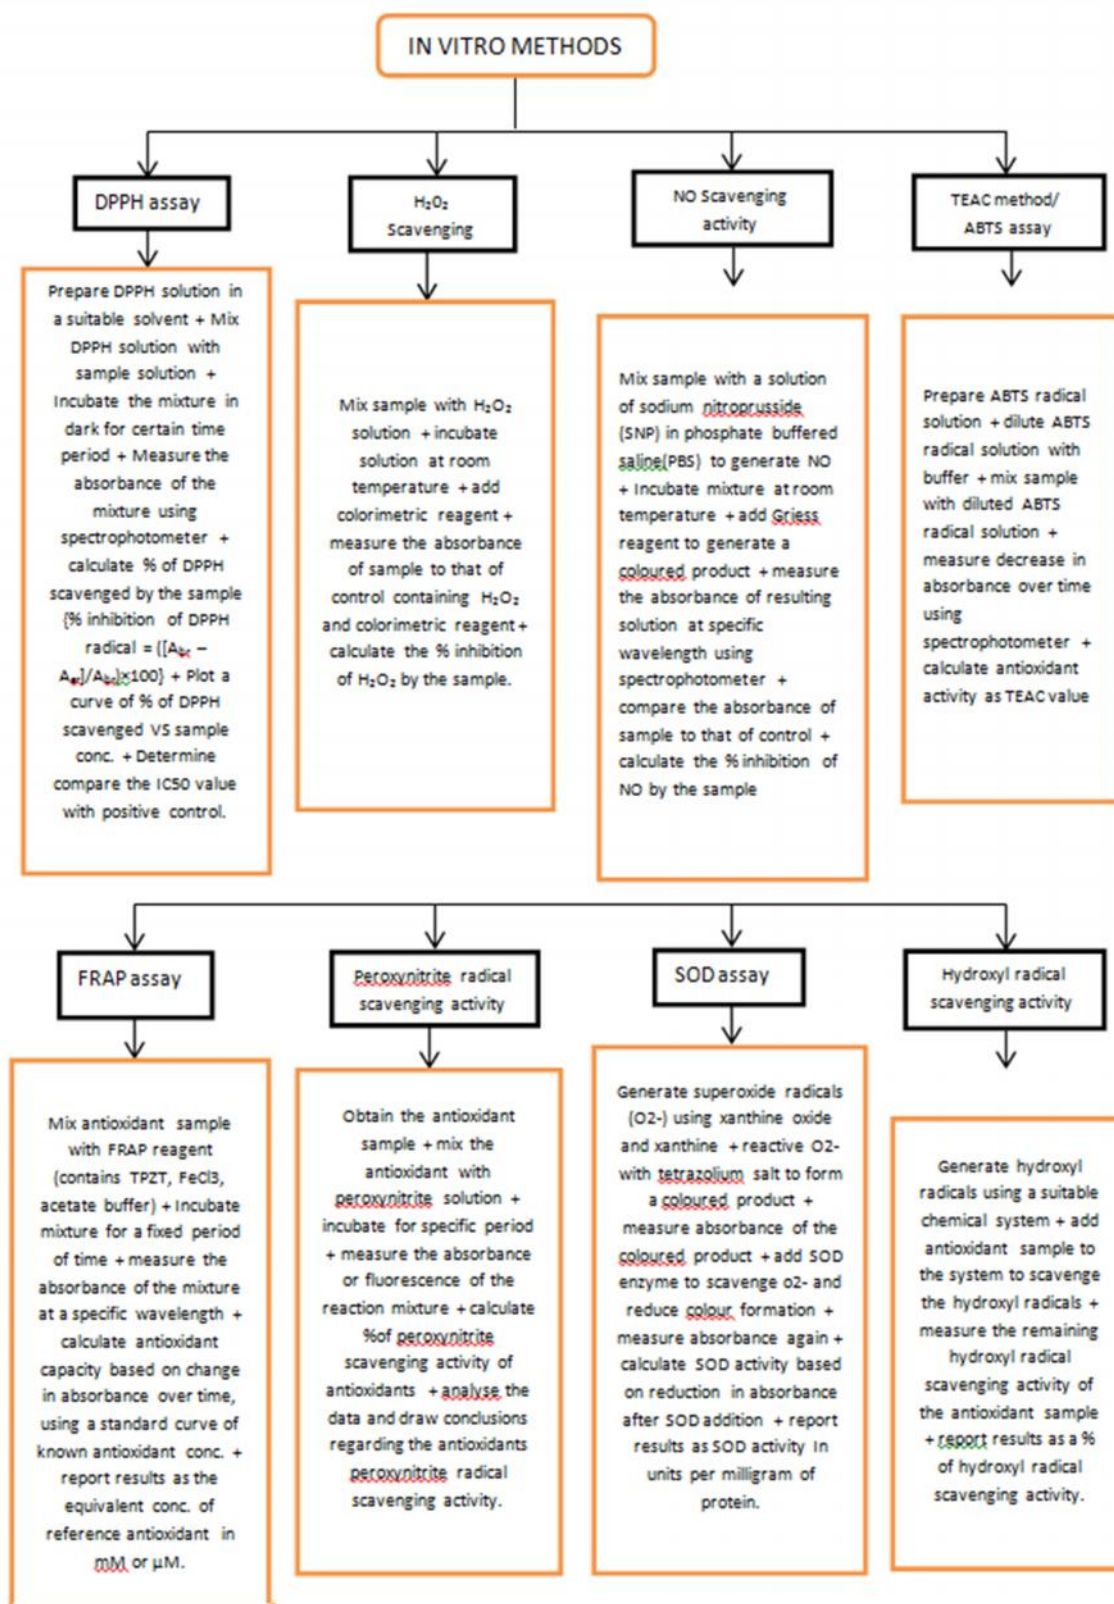 IN VITRO METHODS
DPPH assay
Prepare DPPH solution in
a suitable solvent + Mix
DPPH solution with
sample solution +
Incubate the mixture in
dark for certain time
period + Measure the
absorbance of the
mixture using
spectrophotometer +
calculate % of DPPH
scavenged by the sample
{% inhibition of DPPH
radical = ([Abc –
]/Abc)x100} + Plot a
curve of % of DPPH
scavenged VS sample
conc. + Determine
compare the IC50 value
with positive control.
H₂O₂
Scavenging
Mix sample with H₂O₂
solution + incubate
solution at room
temperature + add
colorimetric reagent +
measure the absorbance
of sample to that of
control containing H₂O₂
and colorimetric reagent +
calculate the % inhibition
of H₂O₂ by the sample.
NO Scavenging
activity
Mix sample with a solution
of sodium nitroprusside
(SNP) in phosphate buffered
saline(PBS) to generate NO
+ Incubate mixture at room
temperature + add Griess
reagent to generate a
coloured product + measure
the absorbance of resulting
solution at specific
wavelength using
spectrophotometer +
compare the absorbance of
sample to that of control +
calculate the % inhibition of
NO by the sample
TEAC method/
ABTS assay
Prepare ABTS radical
solution + dilute ABTS
radical solution with
buffer + mix sample
with diluted ABTS
radical solution +
measure decrease in
absorbance over time
using
spectrophotometer +
calculate antioxidant
activity as TEAC value
FRAP assay
Mix antioxidant sample
with FRAP reagent
(contains TPZT, FeCl3,
acetate buffer) + Incubate
mixture for a fixed period
of time + measure the
absorbance of the mixture
at a specific wavelength +
calculate antioxidant
capacity based on change
in absorbance over time,
using a standard curve of
known antioxidant conc. +
report results as the
equivalent conc. of
reference antioxidant in
mM or µM.
Peroxynitrite radical
scavenging activity
Obtain the antioxidant
sample + mix the
antioxidant with
peroxynitrite solution +
incubate for specific period
+ measure the absorbance
or fluorescence of the
reaction mixture + calculate
%of peroxynitrite
scavenging activity of
antioxidants + analyse the
data and draw conclusions
regarding the antioxidants
peroxynitrite radical
scavenging activity.
SOD assay
Generate superoxide radicals
(O2-) using xanthine oxide
and xanthine + reactive O2-
with tetrazolium salt to form
a coloured product +
measure absorbance of the
coloured product + add SOD
enzyme to scavenge o2- and
reduce colour formation +
measure absorbance again +
calculate SOD activity based
on reduction in absorbance
after SOD addition + report
results as SOD activity In
units per milligram of
protein.
Hydroxyl radical
scavenging activity
Generate hydroxyl
radicals using a suitable
chemical system + add
antioxidant sample to
the system to scavenge
the hydroxyl radicals +
measure the remaining
hydroxyl radical
scavenging activity of
the antioxidant sample
+ report results as a %
of hydroxyl radical
scavenging activity.